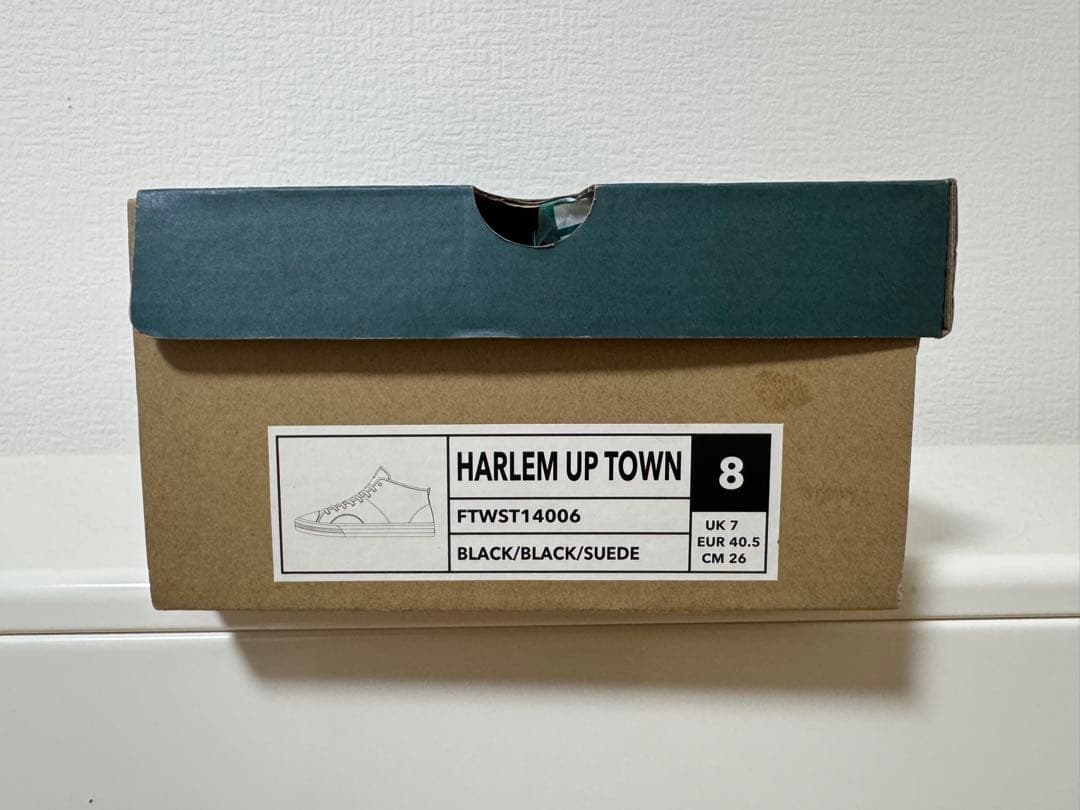 HARLEM UP TOWN
FTWST14006
BLACK/BLACK/SUEDE
8
UK 7
EUR 40.5
CM 26